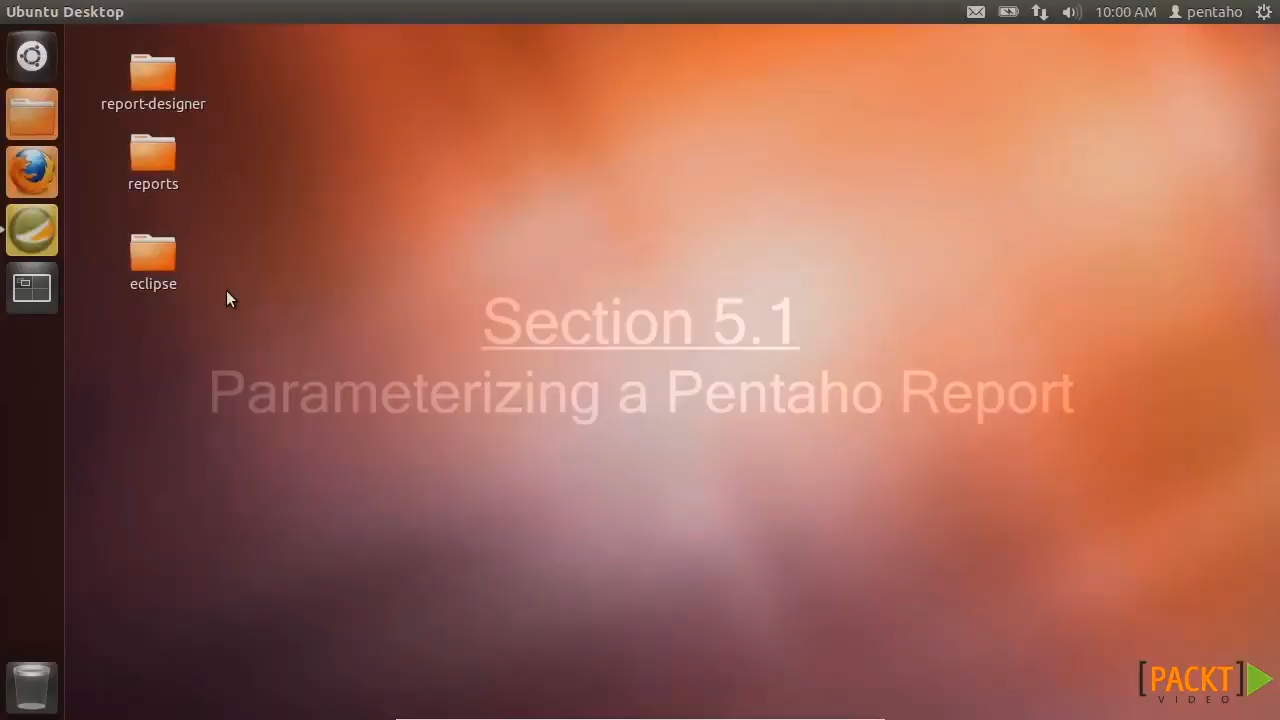 Ubuntu Desktop
10:00 AM
pentaho
report-designer
reports
eclipse
Section 5.1
Parameterizing a Pentaho Report
[PACKT]
VIDEO